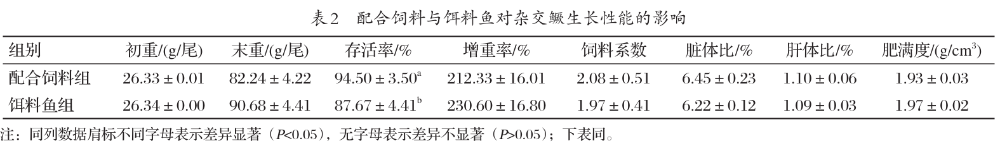 表2 配合饲料与饵料鱼对杂交鳜生长性能的影响
组别 初重/(g/尾) 末重/(g/尾) 存活率/% 增重率/% 饲料系数 脏体比/% 肝体比/% 肥满度/(g/cm³)
配合饲料组 26.33±0.01 82.24±4.22 94.50±3.50ᵃ 212.33±16.01 2.08±0.51 6.45±0.23 1.10±0.06 1.93±0.03
饵料鱼组 26.34±0.00 90.68±4.41 87.67±4.41ᵇ 230.60±16.80 1.97±0.41 6.22±0.12 1.09±0.03 1.97±0.02
注：同列数据肩标不同字母表示差异显著（P<0.05），无字母表示差异不显著（P>0.05）；下表同。